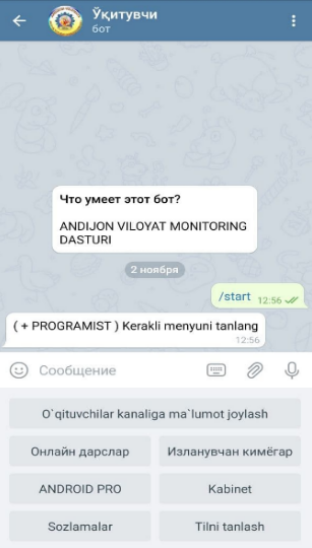 Ўқитувчи
бот
Что умеет этот бот?
ANDIJON VILOYAT MONITORING
DASTURI
2 ноября
/start 12:56
( + PROGRAMIST ) Kerakli menyuni tanlang
12:56
Сообщение
O`qituvchilar kanaliga ma`lumot joylash
Онлайн дарслар
Изланувчан кимёгар
ANDROID PRO
Kabinet
Sozlamalar
Tilni tanlash